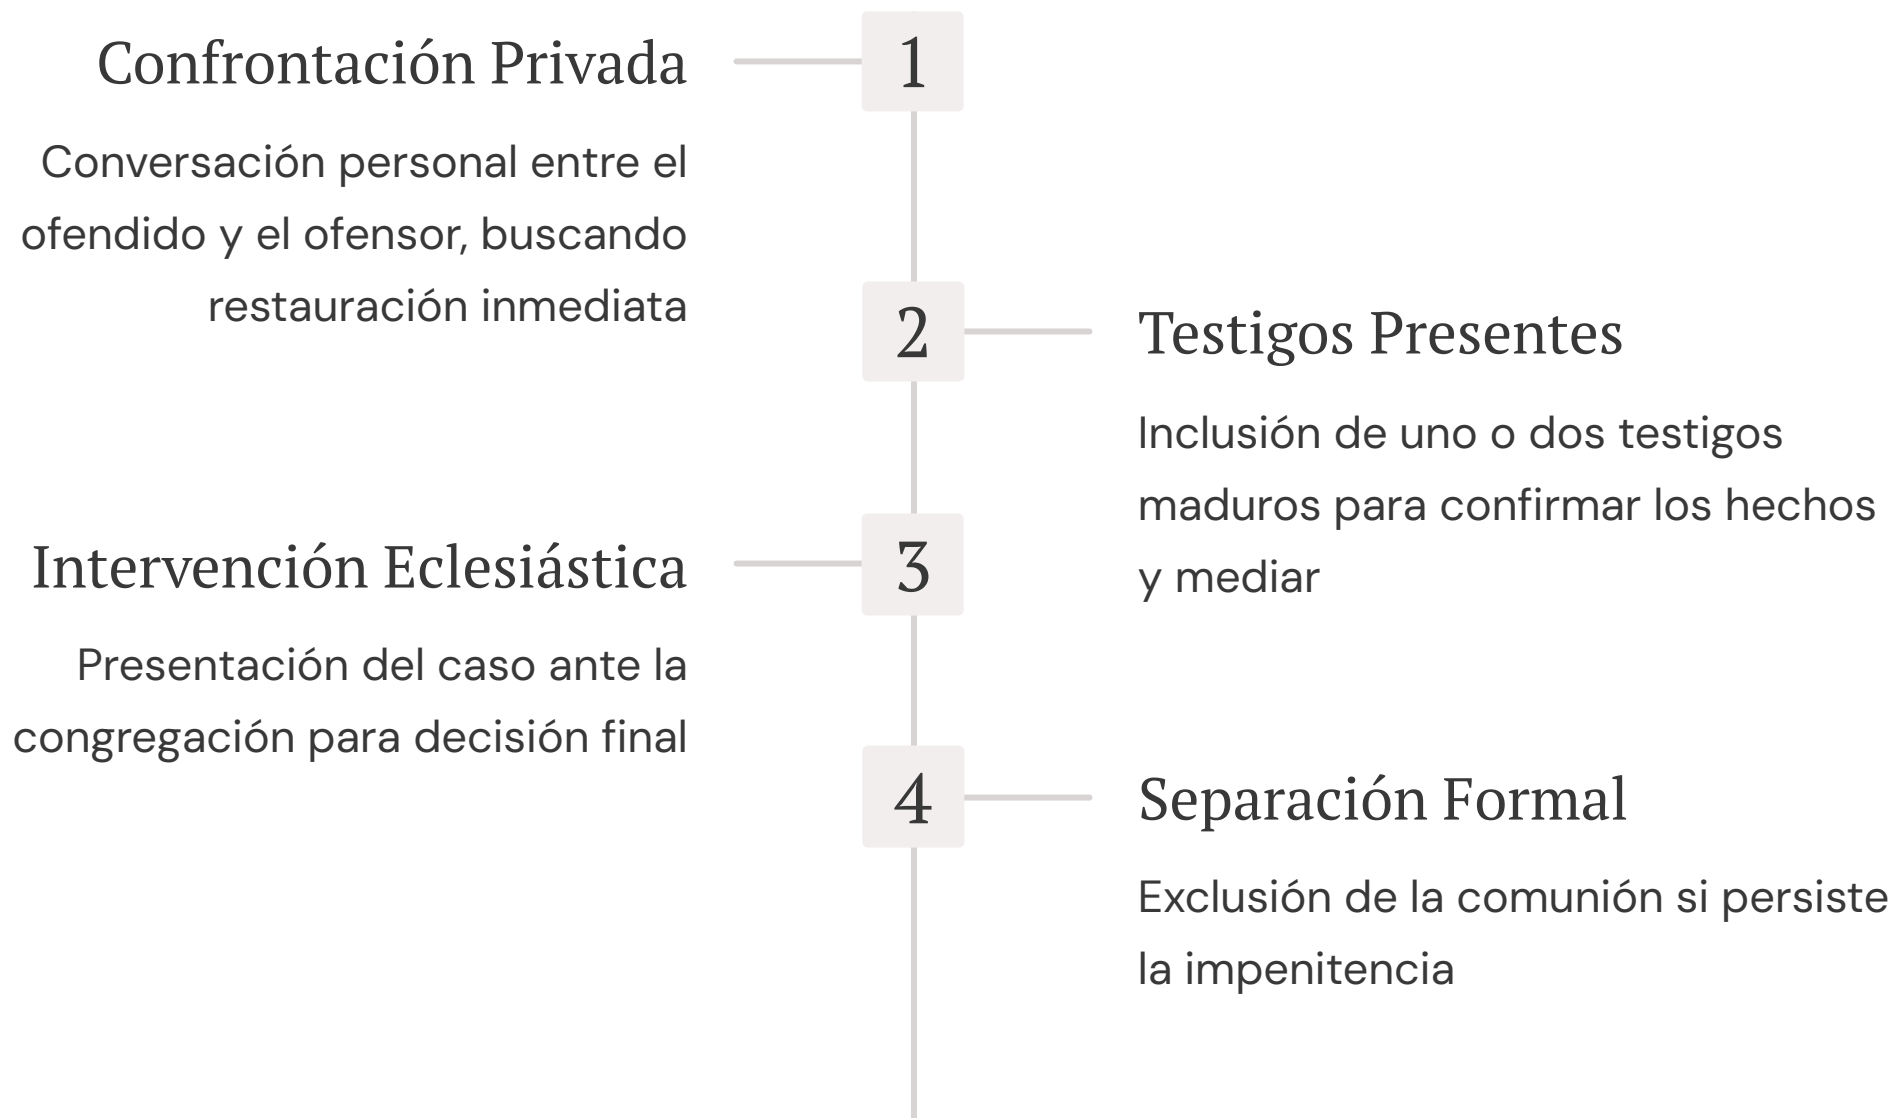 Confrontación Privada
1
Conversación personal entre el
ofendido y el ofensor, buscando
restauración inmediata
2
Testigos Presentes
Inclusión de uno o dos testigos
maduros para confirmar los hechos
y mediar
Intervención Eclesiástica
3
Presentación del caso ante la
congregación para decisión final
4
Separación Formal
Exclusión de la comunión si persiste
la impenitencia